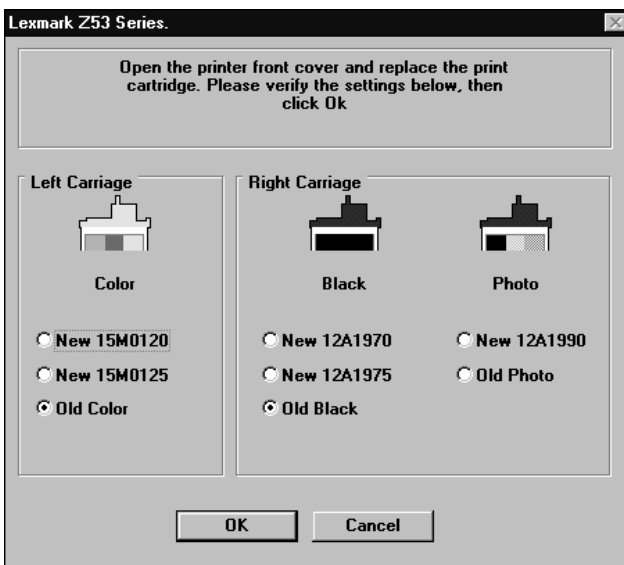 Lexmark Z53 Series.
Open the printer front cover and replace the print
cartridge. Please verify the settings below, then
click Ok
Left Carriage
Color
New 15M0120
New 15M0125
Old Color
Right Carriage
Black
Photo
New 12A1970
New 12A1990
New 12A1975
Old Photo
Old Black
OK
Cancel